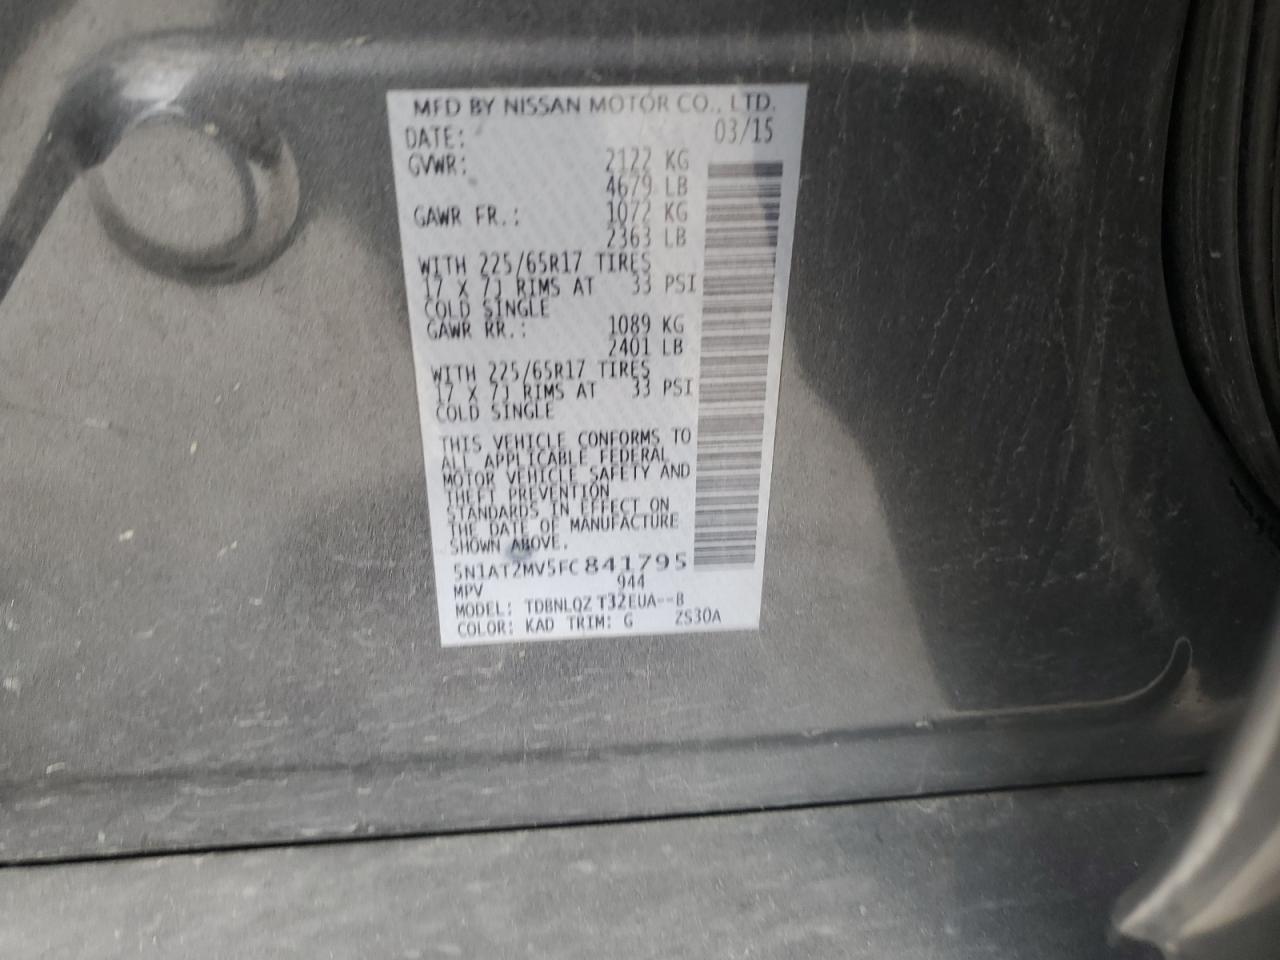 MFD BY NISSAN MOTOR CO., LTD.
DATE: 03/15
GVWR: 2122 KG
4679 LB
GAWR FR.: 1072 KG
2363 LB
WITH 225/65R17 TIRES
17 X 7J RIMS AT 33 PSI
COLD SINGLE
GAWR RR.: 1089 KG
2401 LB
WITH 225/65R17 TIRES
17 X 7J RIMS AT 33 PSI
COLD SINGLE
THIS VEHICLE CONFORMS TO
ALL APPLICABLE FEDERAL
MOTOR VEHICLE SAFETY AND
THEFT PREVENTION
STANDARDS IN EFFECT ON
THE DATE OF MANUFACTURE
SHOWN ABOVE.
5N1AT2MV5FC841795
MPV 944
MODEL: TDBNLQZ T32EUA--B
COLOR: KAD TRIM: G ZS30A